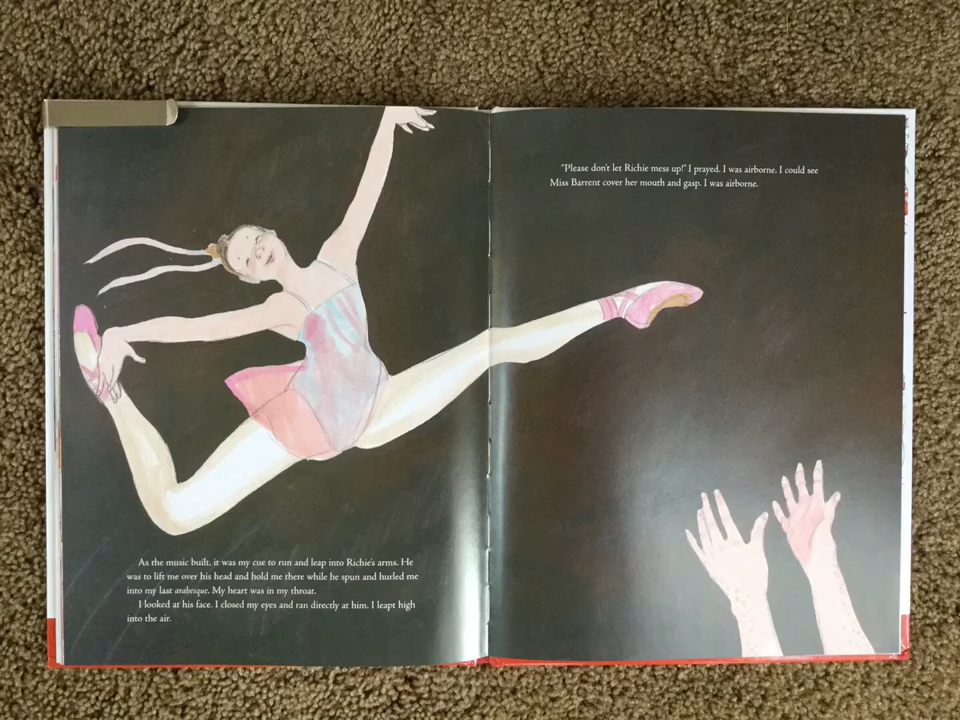 As the music built, it was my cue to run and leap into Richie's arms. He
was to lift me over his head and hold me there while he spun and hurled me
into my last arabesque. My heart was in my throat.
I looked at his face. I closed my eyes and ran directly at him. I leapt high
into the air.
"Please don't let Richie mess up!" I prayed. I was airborne. I could see
Miss Barrent cover her mouth and gasp. I was airborne.